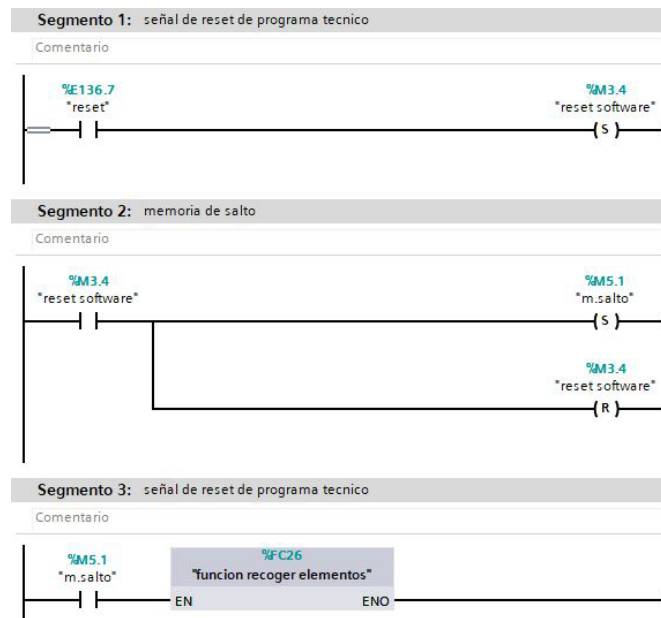 Segmento 1: señal de reset de programa tecnico
Comentario
%E136.7
"reset"
%M3.4
"reset software"
( S )
Segmento 2: memoria de salto
Comentario
%M3.4
"reset software"
%M5.1
"m.salto"
( S )
%M3.4
"reset software"
( R )
Segmento 3: señal de reset de programa tecnico
Comentario
%M5.1
"m.salto"
%FC26
"funcion recoger elementos"
EN ENO